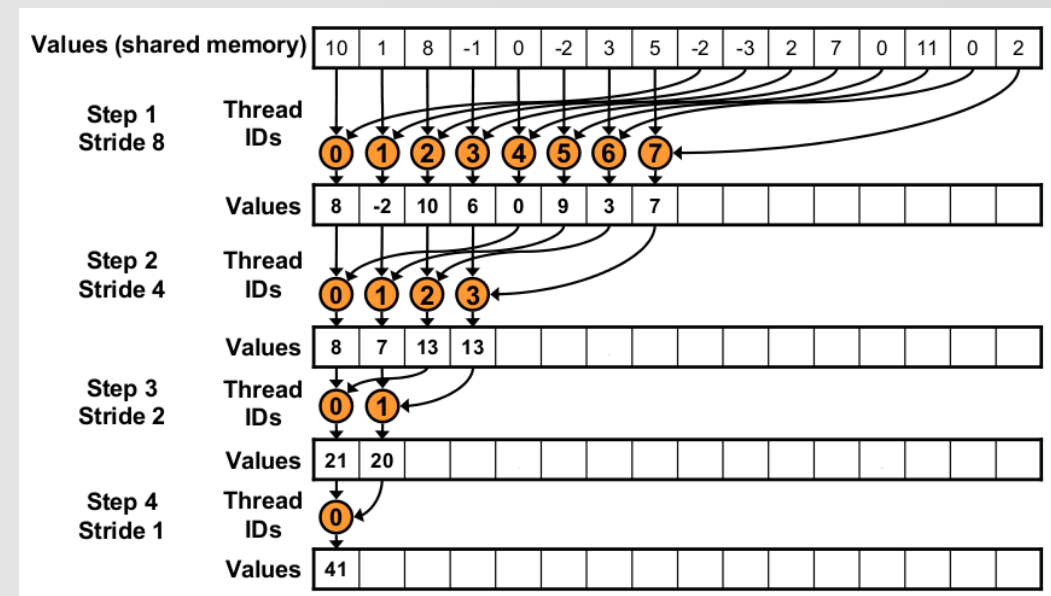 Values (shared memory) 10 1 8 -1 0 -2 3 5 -2 -3 2 7 0 11 0 2
Step 1 Thread
Stride 8 IDs
0 1 2 3 4 5 6 7
Values 8 -2 10 6 0 9 3 7
Step 2 Thread
Stride 4 IDs
0 1 2 3
Values 8 7 13 13
Step 3 Thread
Stride 2 IDs
0 1
Values 21 20
Step 4 Thread
Stride 1 IDs
0
Values 41